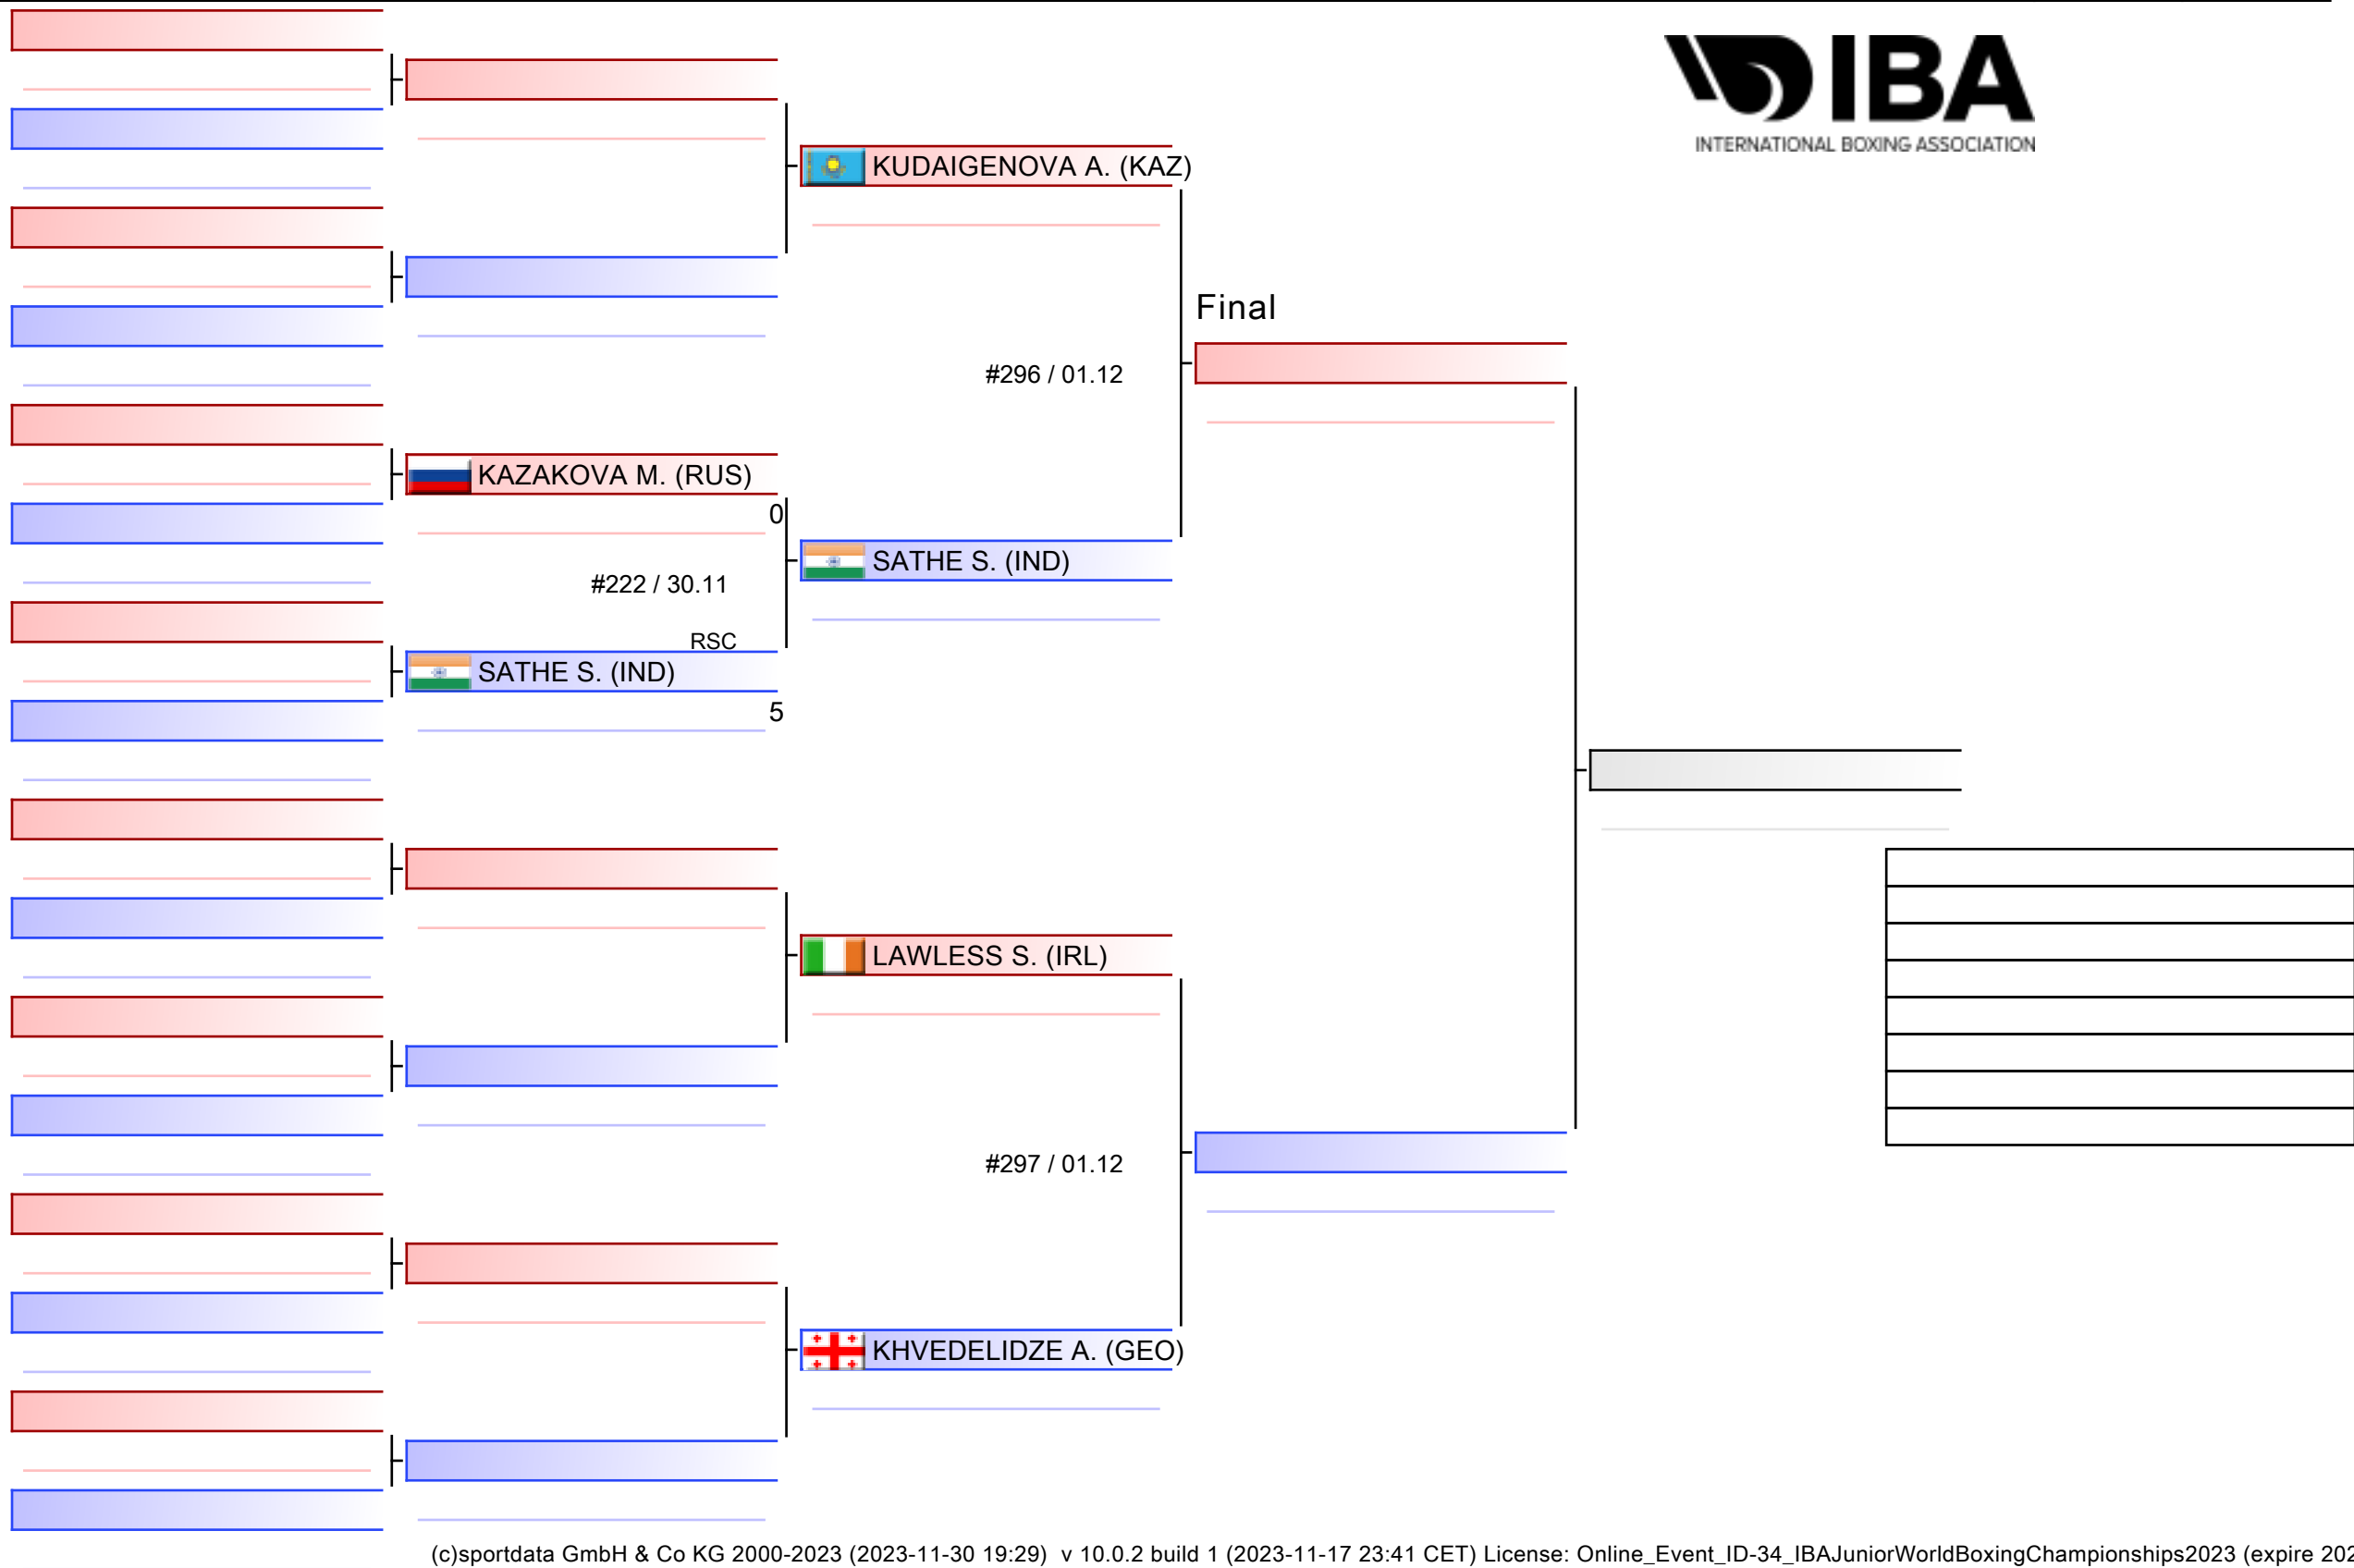 IBA
INTERNATIONAL BOXING ASSOCIATION
KUDAIGENOVA A. (KAZ)
Final
#296 / 01.12
KAZAKOVA M. (RUS)
0
SATHE S. (IND)
#222 / 30.11
RSC
SATHE S. (IND)
5
LAWLESS S. (IRL)
#297 / 01.12
KHVEDELIDZE A. (GEO)
(c)sportdata GmbH & Co KG 2000-2023 (2023-11-30 19:29) v 10.0.2 build 1 (2023-11-17 23:41 CET) License: Online_Event_ID-34_IBAJuniorWorldBoxingChampionships2023 (expire 202